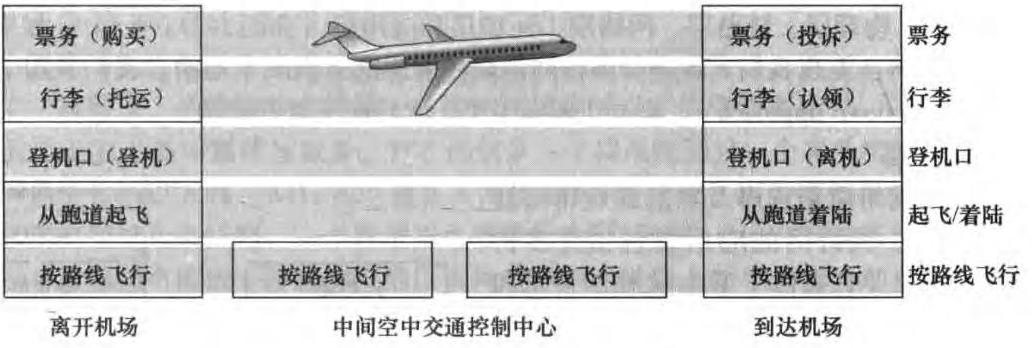 票务（购买） 票务（投诉） 票务
行李（托运） 行李（认领） 行李
登机口（登机） 登机口（离机） 登机口
从跑道起飞 从跑道着陆 起飞/着陆
按路线飞行 按路线飞行 按路线飞行 按路线飞行 按路线飞行
离开机场 中间空中交通控制中心 到达机场